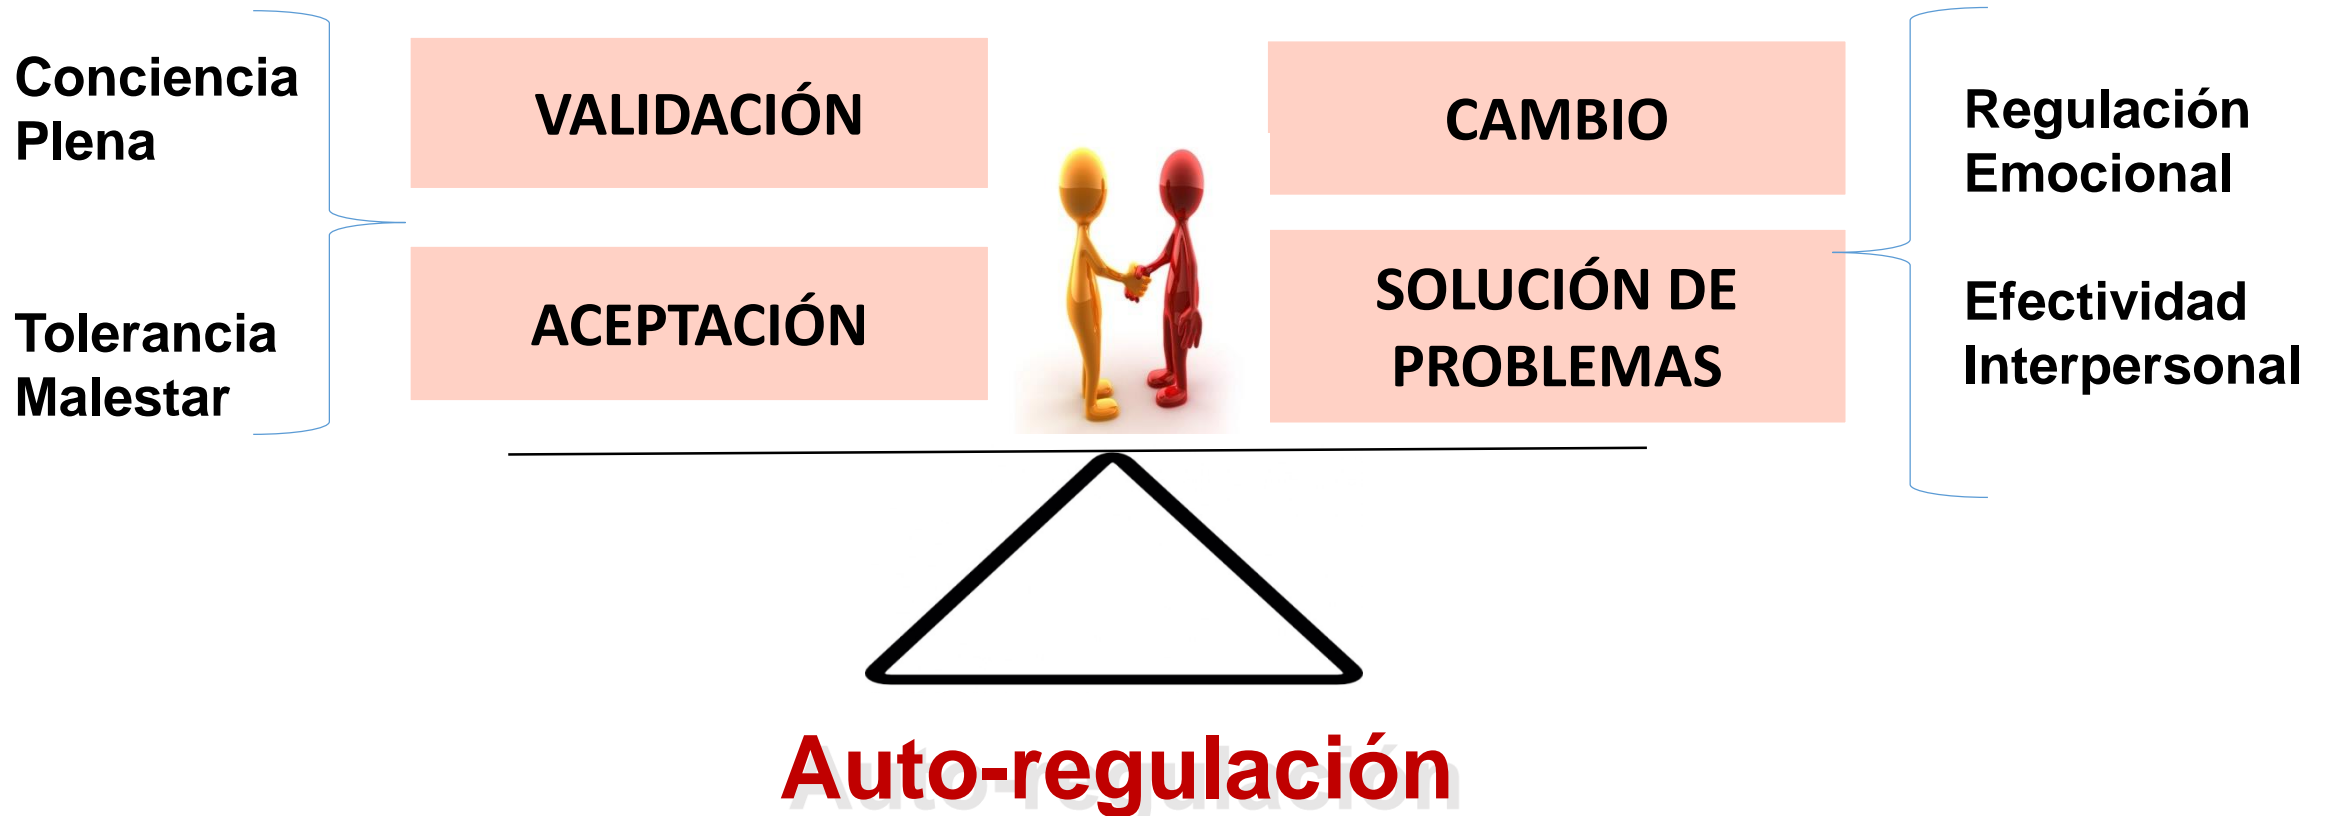 Conciencia
Plena
Tolerancia
Malestar
VALIDACIÓN
ACEPTACIÓN
CAMBIO
SOLUCIÓN DE
PROBLEMAS
Regulación
Emocional
Efectividad
Interpersonal
Auto-regulación